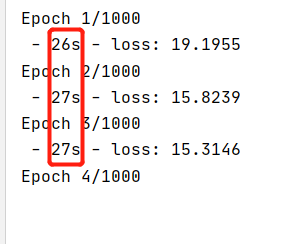 Epoch 1/1000
 - 26s - loss: 19.1955
Epoch 2/1000
 - 27s - loss: 15.8239
Epoch 3/1000
 - 27s - loss: 15.3146
Epoch 4/1000